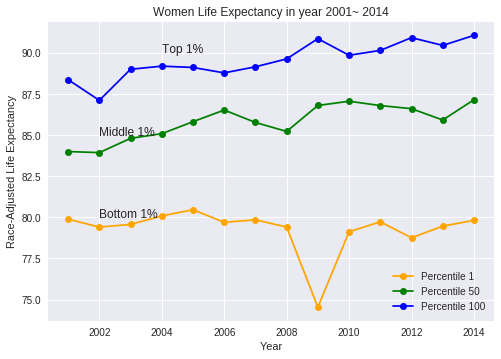 Women Life Expectancy in year 2001~ 2014
Race-Adjusted Life Expectancy
90.0
87.5
85.0
82.5
80.0
77.5
75.0
Top 1%
Middle 1%
Bottom 1%
Percentile 1
Percentile 50
Percentile 100
2002 2004 2006 2008 2010 2012 2014
Year